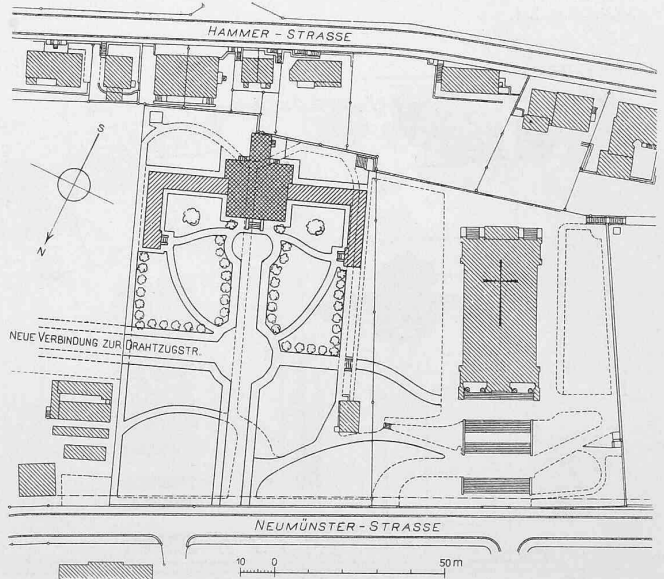 HAMMER - STRASSE
S
N
NEUE VERBINDUNG ZUR DRAHTZUGSTR.
NEUMÜNSTER - STRASSE
10 0 50 m